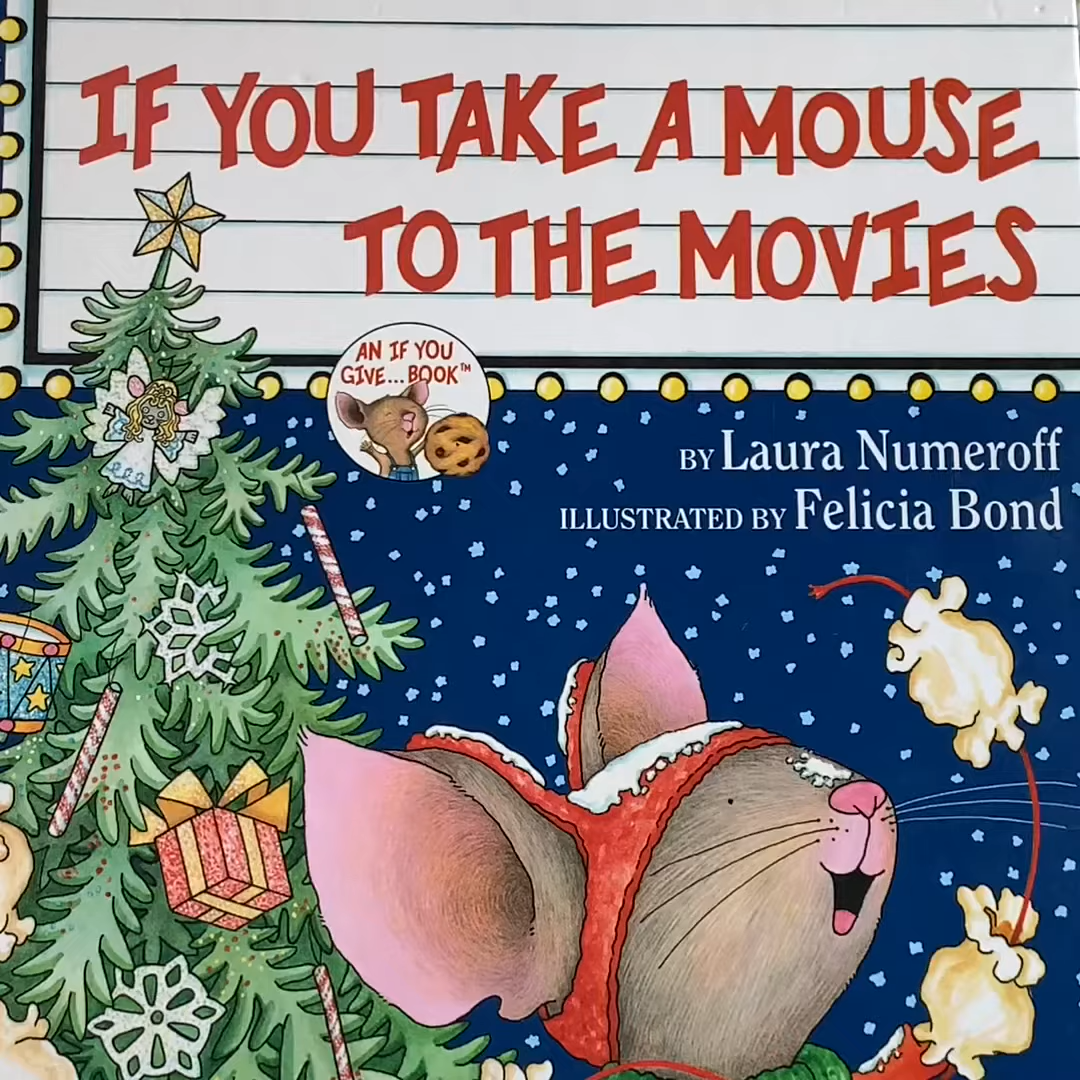 IF YOU TAKE A MOUSE
TO THE MOVIES
AN IF YOU
GIVE...BOOK™
BY Laura Numeroff
ILLUSTRATED BY Felicia Bond